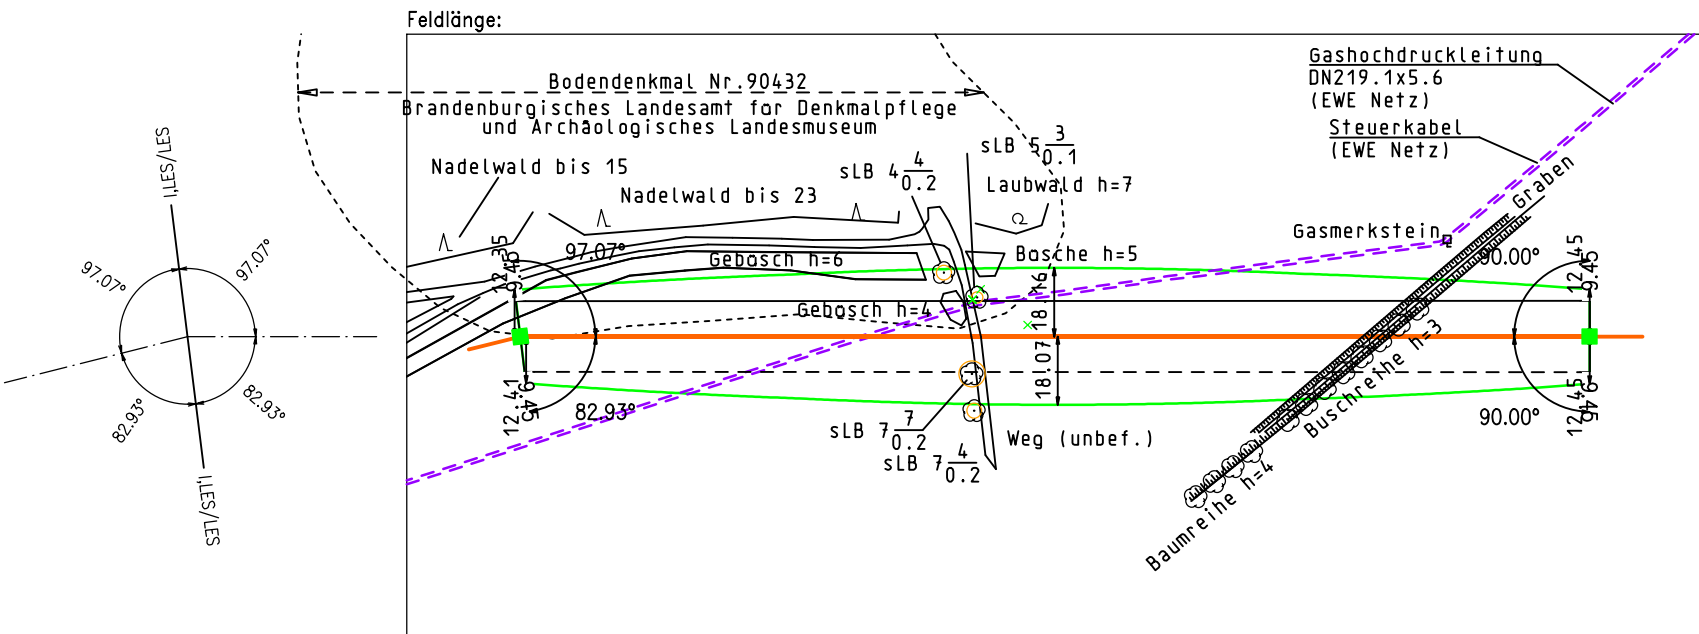 Feldlänge:
Bodendenkmal Nr.90432
Brandenburgisches Landesamt for Denkmalpflege
und Archäologisches Landesmuseum
Gashochdruckleitung
DN219.1x5.6
(EWE Netz)
Steuerkabel
(EWE Netz)
I,LES/LES
97.07°
97.07°
82.93°
82.93°
I,LES/LES
Nadelwald bis 15
Nadelwald bis 23
sLB 4 4/0.2
sLB 5 3/0.1
Laubwald h=7
Graben
Gasmerkstein
12.35
9.45
97.07°
Gebosch h=6
Bosche h=5
90.00°
12.45
9.45
Gebosch h=4
18.16
18.07
12.41
9.45
82.93°
sLB 7 7/0.2
sLB 7 4/0.2
Weg (unbef.)
Buschreihe h=3
Baumreihe h=4
90.00°
12.45
9.45